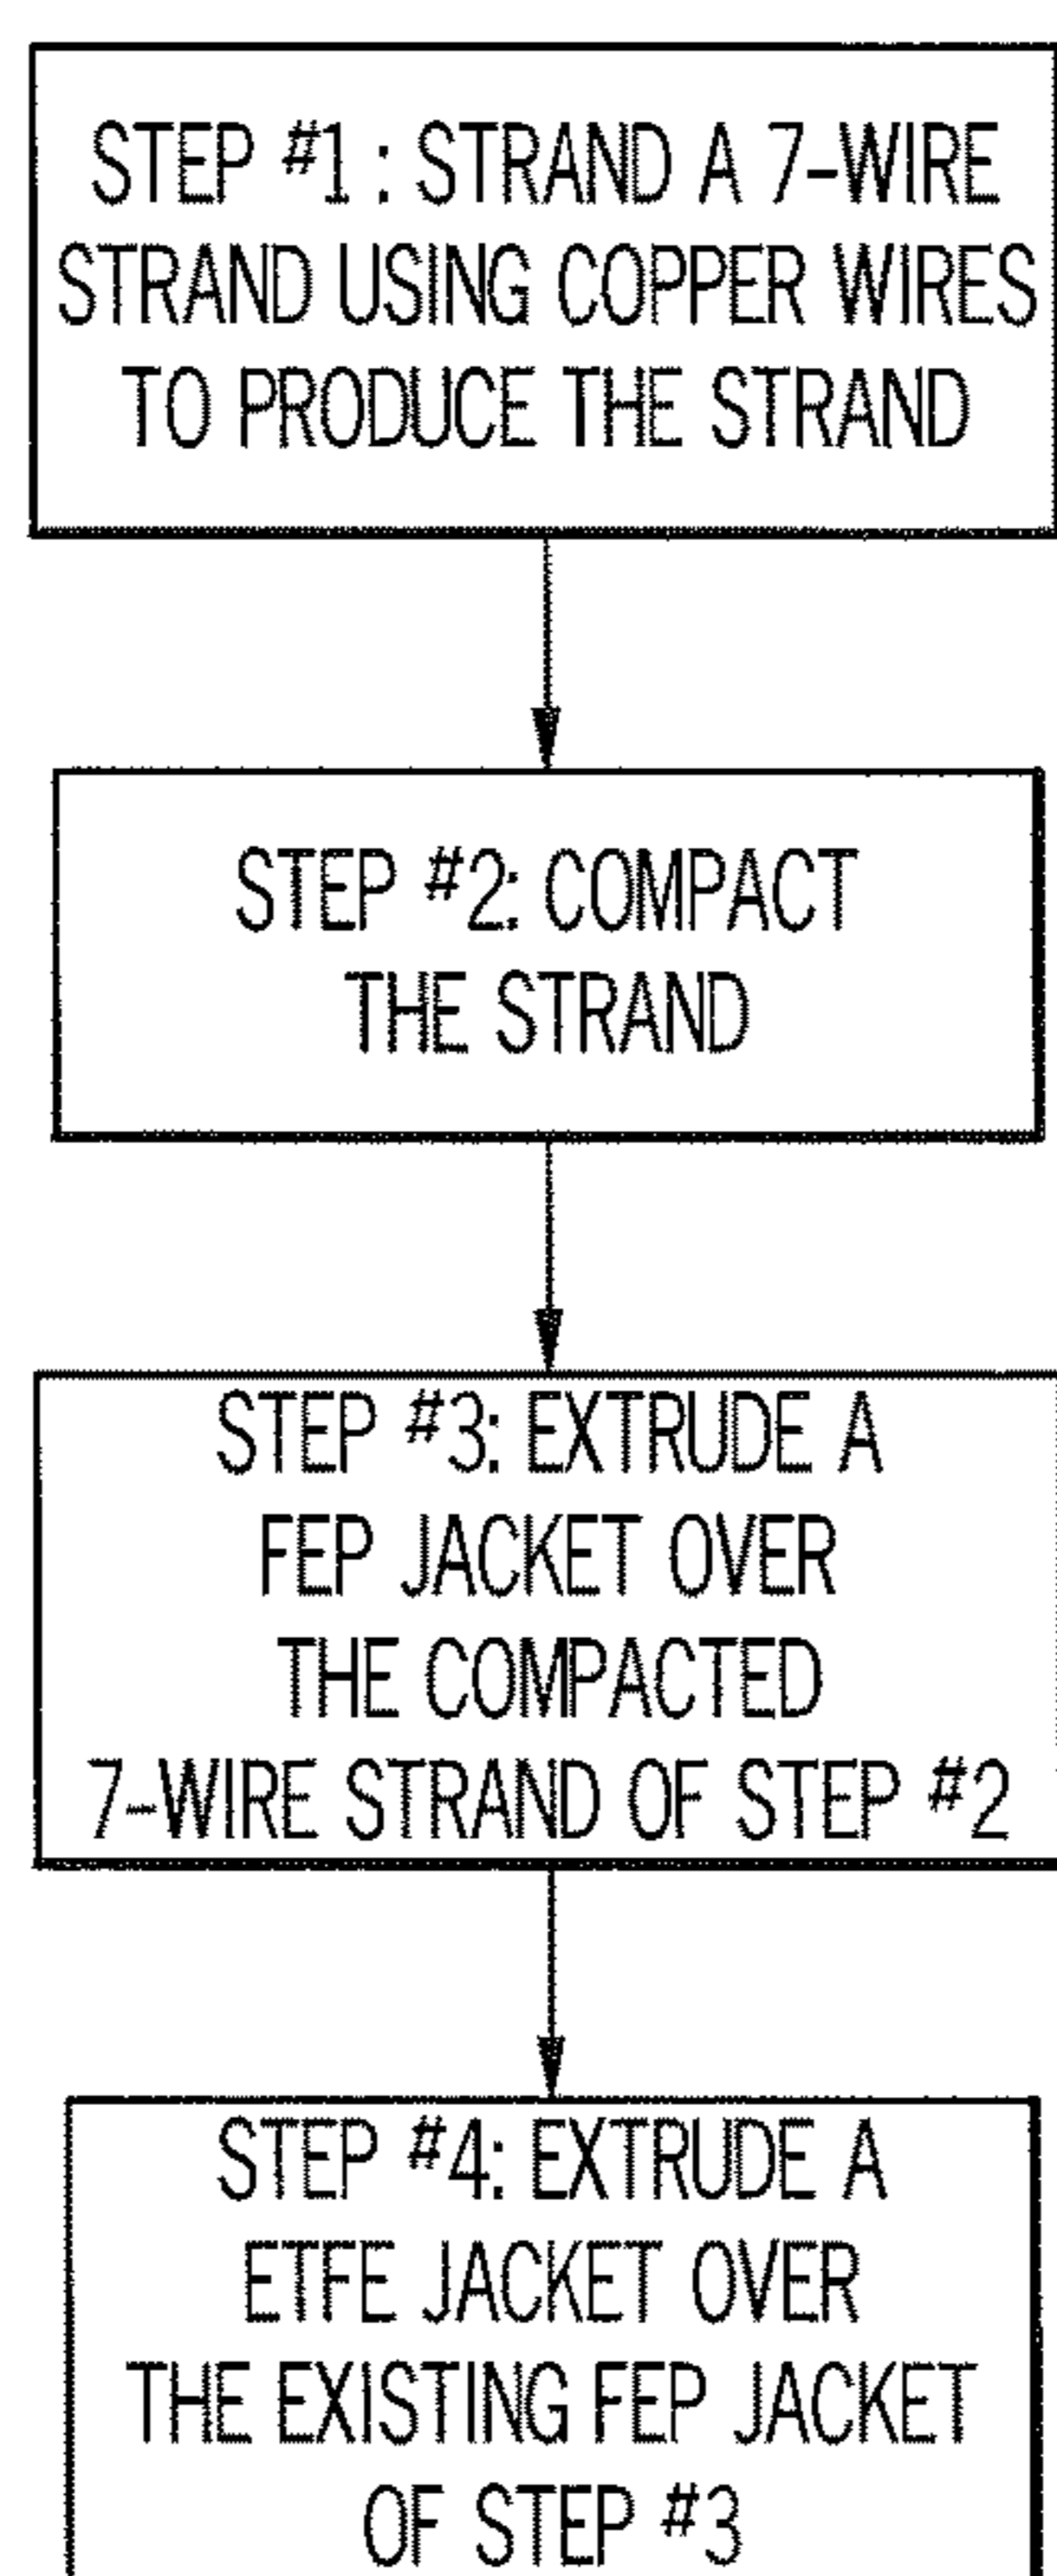 STEP #1 : STRAND A 7-WIRE
STRAND USING COPPER WIRES
TO PRODUCE THE STRAND
STEP #2: COMPACT
THE STRAND
STEP #3: EXTRUDE A
FEP JACKET OVER
THE COMPACTED
7-WIRE STRAND OF STEP #2
STEP #4: EXTRUDE A
ETFE JACKET OVER
THE EXISTING FEP JACKET
OF STEP #3